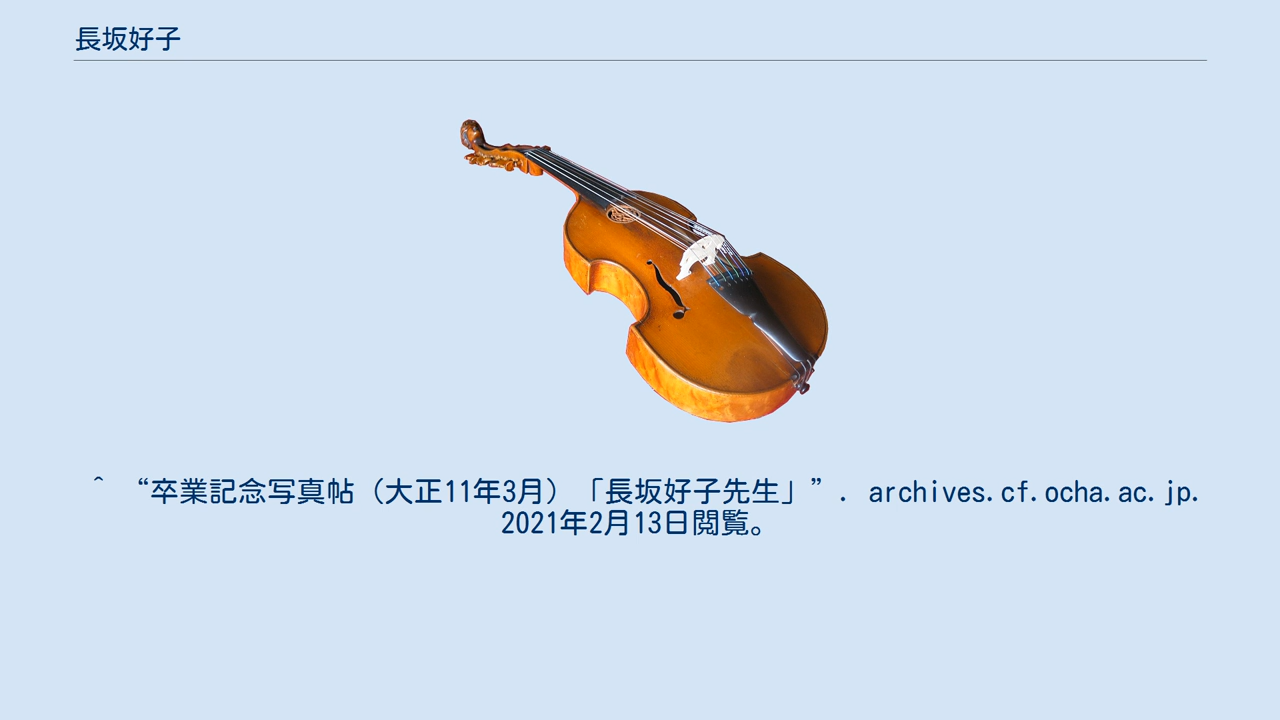 長坂好子
^ “卒業記念写真帖（大正11年3月）「長坂好子先生」”. archives.cf.ocha.ac.jp.
2021年2月13日閲覧。